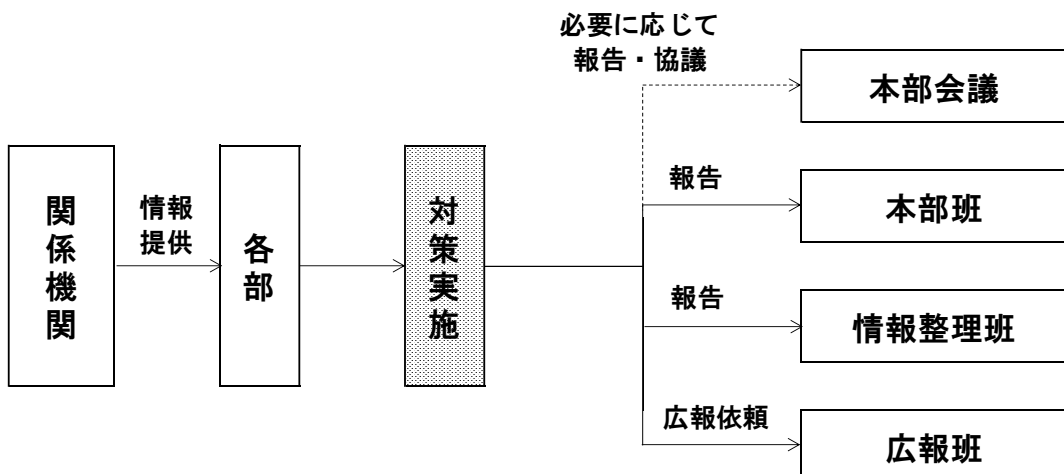 関係機関
情報
提供
各部
対策実施
必要に応じて
報告・協議
本部会議
報告
本部班
報告
情報整理班
広報依頼
広報班